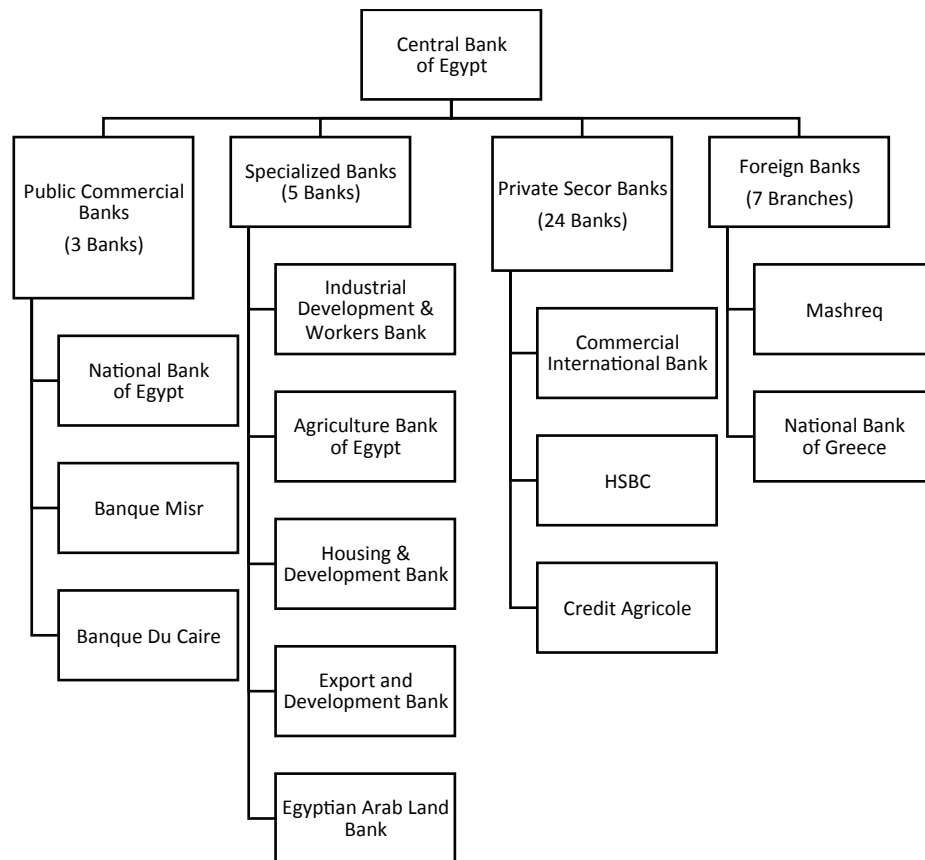 Central Bank
of Egypt
Public Commercial
Banks
(3 Banks)
National Bank
of Egypt
Banque Misr
Banque Du Caire
Specialized Banks
(5 Banks)
Industrial
Development &
Workers Bank
Agriculture Bank
of Egypt
Housing &
Development Bank
Export and
Development Bank
Egyptian Arab Land
Bank
Private Secor Banks
(24 Banks)
Commercial
International Bank
HSBC
Credit Agricole
Foreign Banks
(7 Branches)
Mashreq
National Bank
of Greece